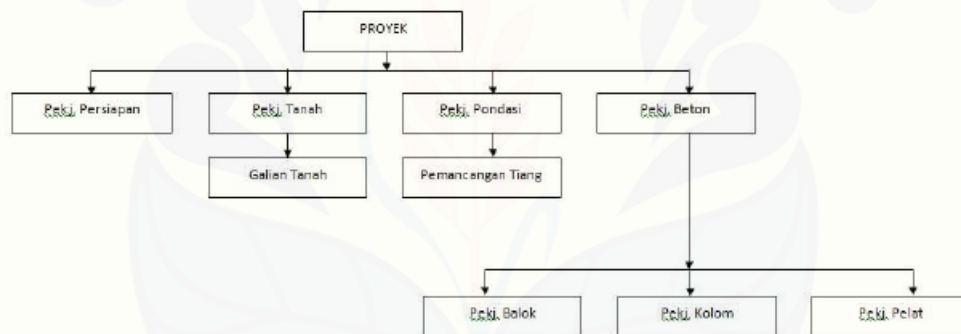 PROYEK
Pekj. Persiapan
Pekj. Tanah
Pekj. Pondasi
Pekj. Beton
Galian Tanah
Pemancangan Tiang
Pekj. Balok
Pekj. Kolom
Pekj. Pelat